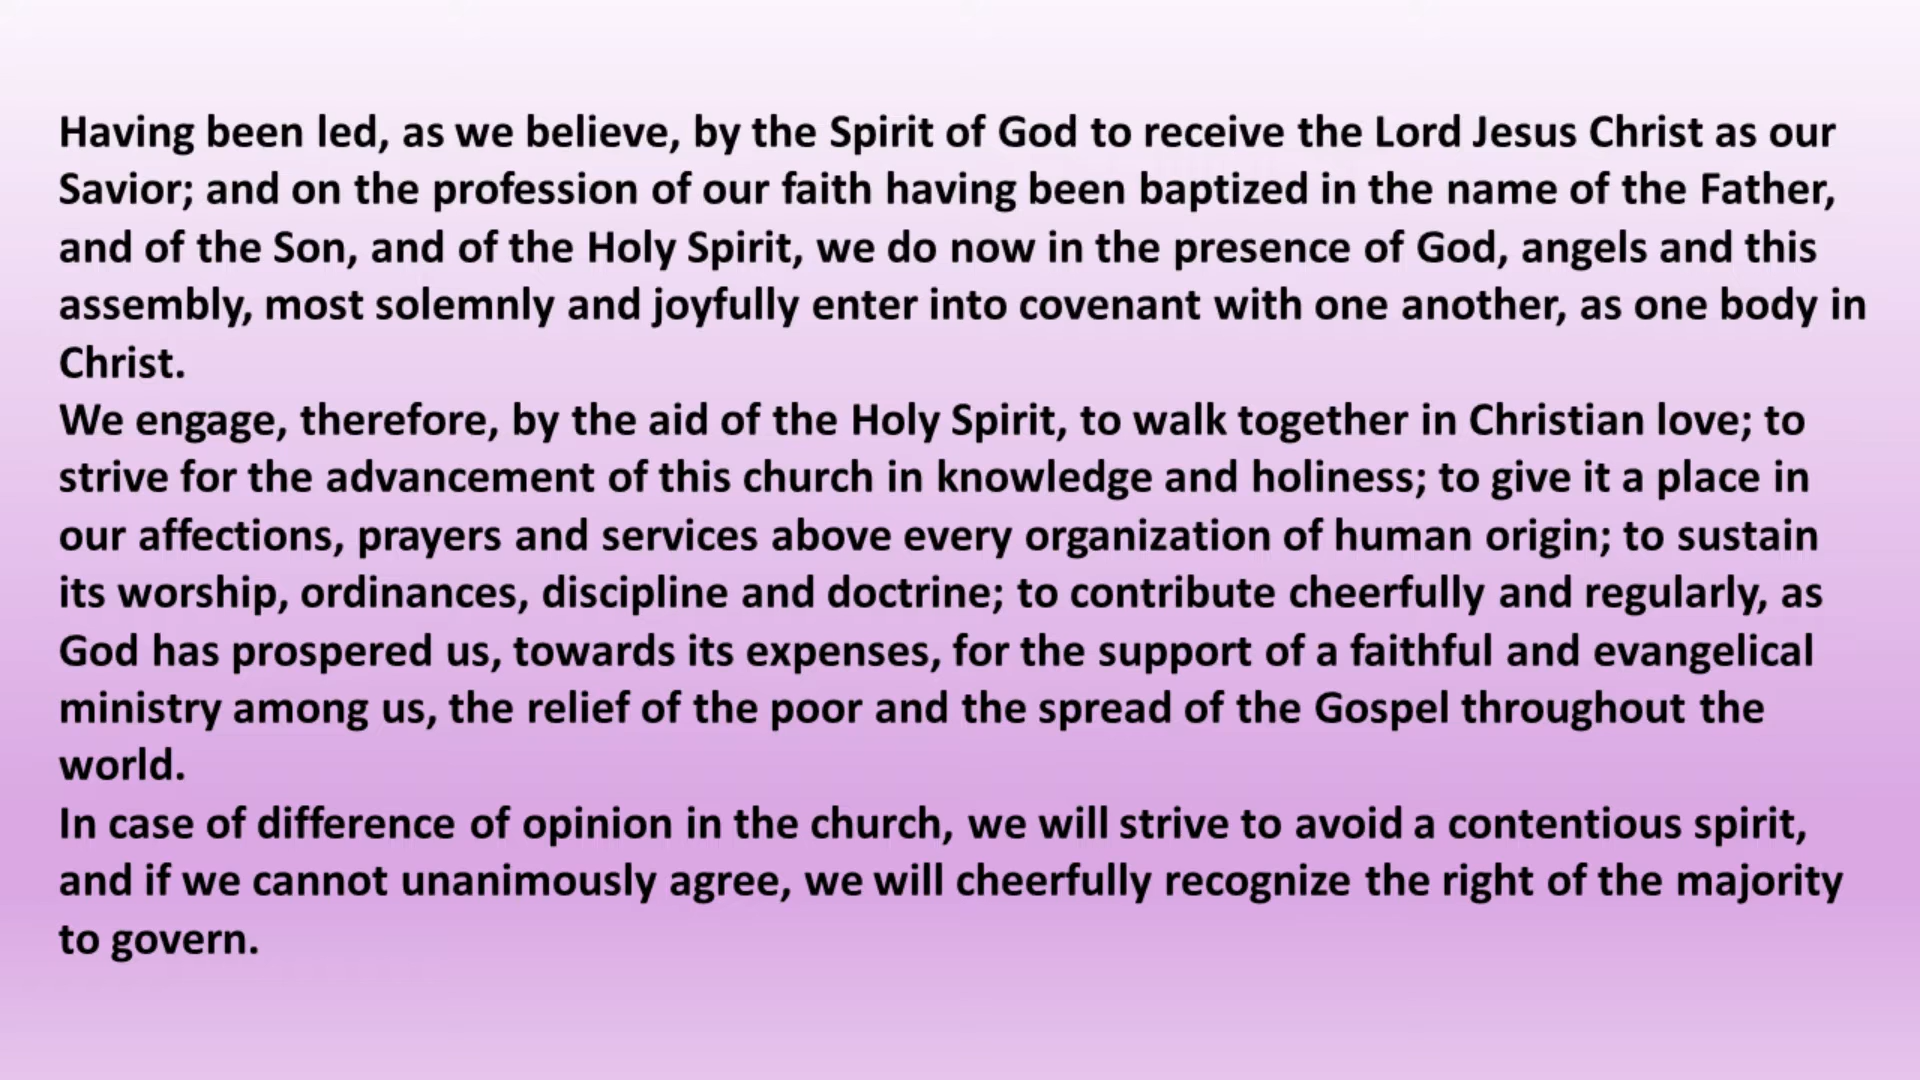 Having been led, as we believe, by the Spirit of God to receive the Lord Jesus Christ as our
Savior; and on the profession of our faith having been baptized in the name of the Father,
and of the Son, and of the Holy Spirit, we do now in the presence of God, angels and this
assembly, most solemnly and joyfully enter into covenant with one another, as one body in
Christ.
We engage, therefore, by the aid of the Holy Spirit, to walk together in Christian love; to
strive for the advancement of this church in knowledge and holiness; to give it a place in
our affections, prayers and services above every organization of human origin; to sustain
its worship, ordinances, discipline and doctrine; to contribute cheerfully and regularly, as
God has prospered us, towards its expenses, for the support of a faithful and evangelical
ministry among us, the relief of the poor and the spread of the Gospel throughout the
world.
In case of difference of opinion in the church, we will strive to avoid a contentious spirit,
and if we cannot unanimously agree, we will cheerfully recognize the right of the majority
to govern.